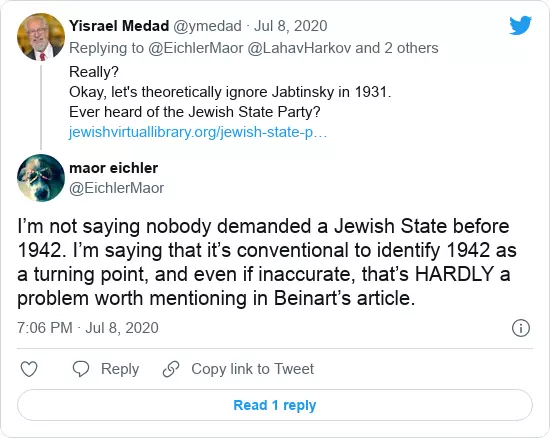 Yisrael Medad @ymedad · Jul 8, 2020
Replying to @EichlerMaor @LahavHarkov and 2 others
Really?
Okay, let's theoretically ignore Jabtinsky in 1931.
Ever heard of the Jewish State Party?
jewishvirtuallibrary.org/jewish-state-p…
maor eichler
@EichlerMaor
I’m not saying nobody demanded a Jewish State before
1942. I’m saying that it’s conventional to identify 1942 as
a turning point, and even if inaccurate, that’s HARDLY a
problem worth mentioning in Beinart’s article.
7:06 PM · Jul 8, 2020
Reply Copy link to Tweet
Read 1 reply